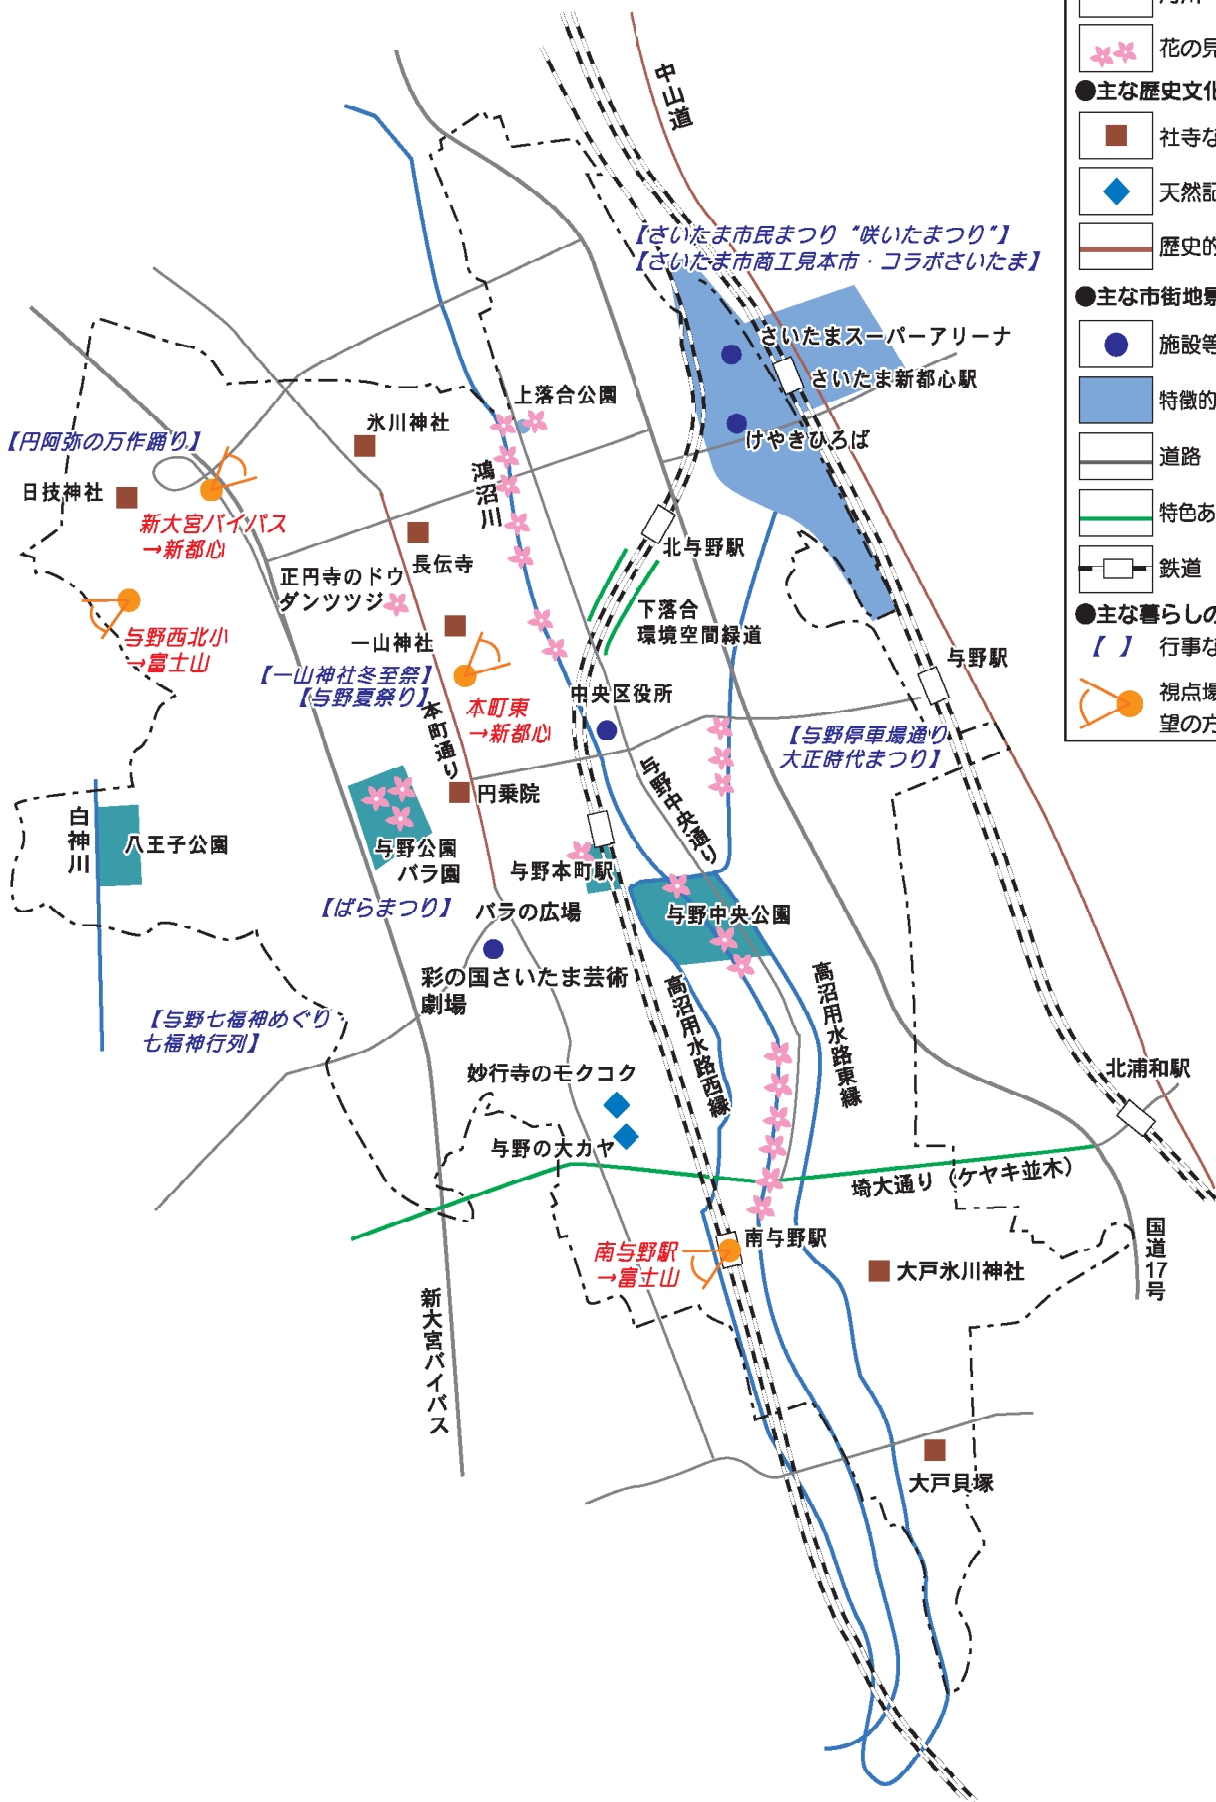 中山道
【さいたま市民まつり “咲いたまつり”】
【さいたま市商工見本市・コラボさいたま】
さいたまスーパーアリーナ
さいたま新都心駅
けやきひろば
上落合公園
氷川神社
鴻沼川
【円阿弥の万作踊り】
日枝神社
新大宮バイパス
→新都心
長伝寺
正円寺のドウ
ダンツツジ
北与野駅
下落合
環境空間緑道
与野西北小
→富士山
一山神社
【一山神社冬至祭】
【与野夏祭り】
本町通り
本町東
→新都心
中央区役所
与野駅
【与野停車場通り
大正時代まつり】
与野中央通り
円乗院
白神川
八王子公園
与野公園
バラ園
与野本町駅
【ばらまつり】
バラの広場
与野中央公園
彩の国さいたま芸術
劇場
高沼用水路西縁
高沼用水路東縁
【与野七福神めぐり
七福神行列】
妙行寺のモクコク
与野の大カヤ
北浦和駅
埼大通り（ケヤキ並木）
南与野駅
南与野駅
→富士山
大戸氷川神社
国道17号
新大宮バイパス
大戸貝塚
花の見
●主な歴史文化
社寺な
天然記
歴史的
●主な市街地景
施設等
特徴的
道路
特色あ
鉄道
●主な暮らしの
【 】 行事な
視点場
望の方